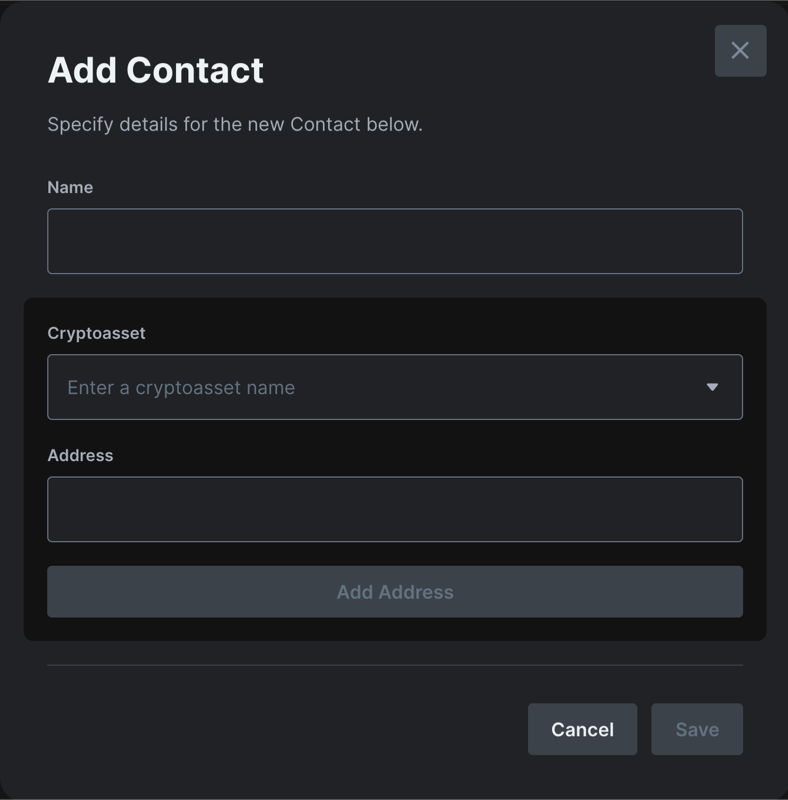 Add Contact
Specify details for the new Contact below.
Name
Cryptoasset
Enter a cryptoasset name
Address
Add Address
Cancel Save